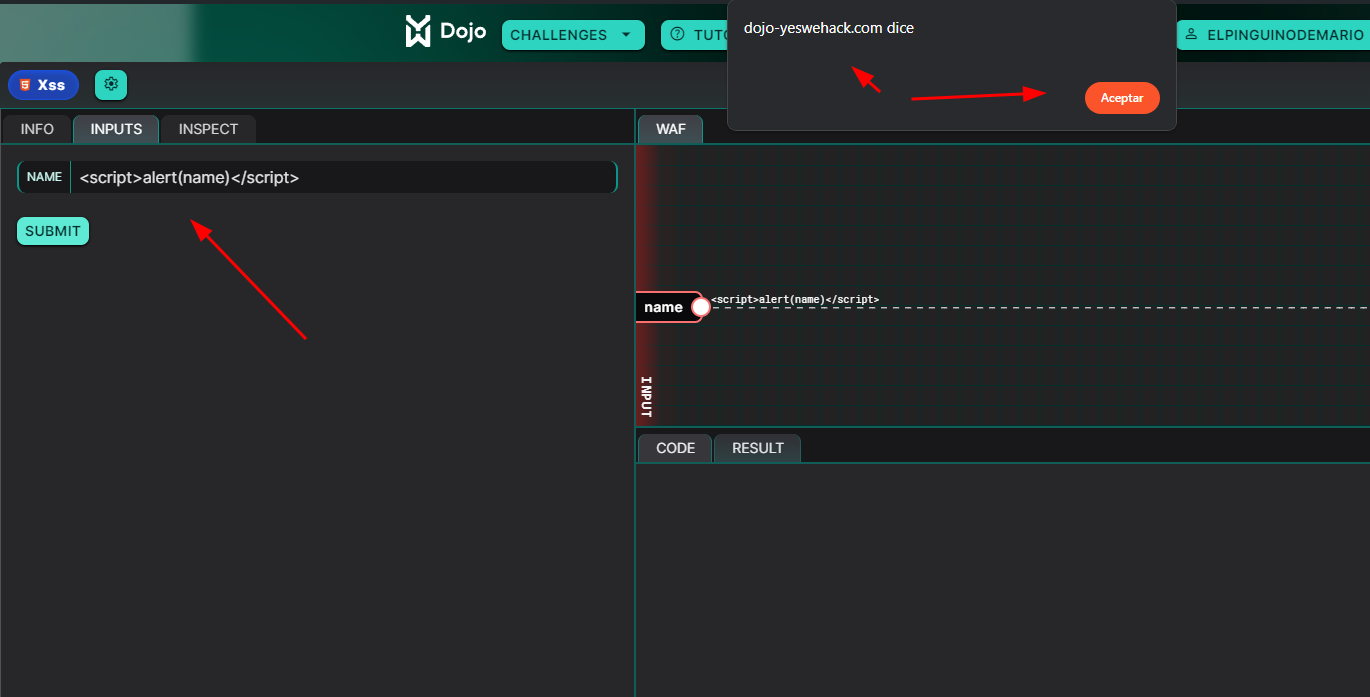 Dojo
CHALLENGES
TUTO
dojo-yeswehack.com dice
Aceptar
ELPINGUINODEMARIO
Xss
INFO
INPUTS
INSPECT
WAF
NAME
<script>alert(name)</script>
SUBMIT
name
<script>alert(name)</script>
INPUT
CODE
RESULT